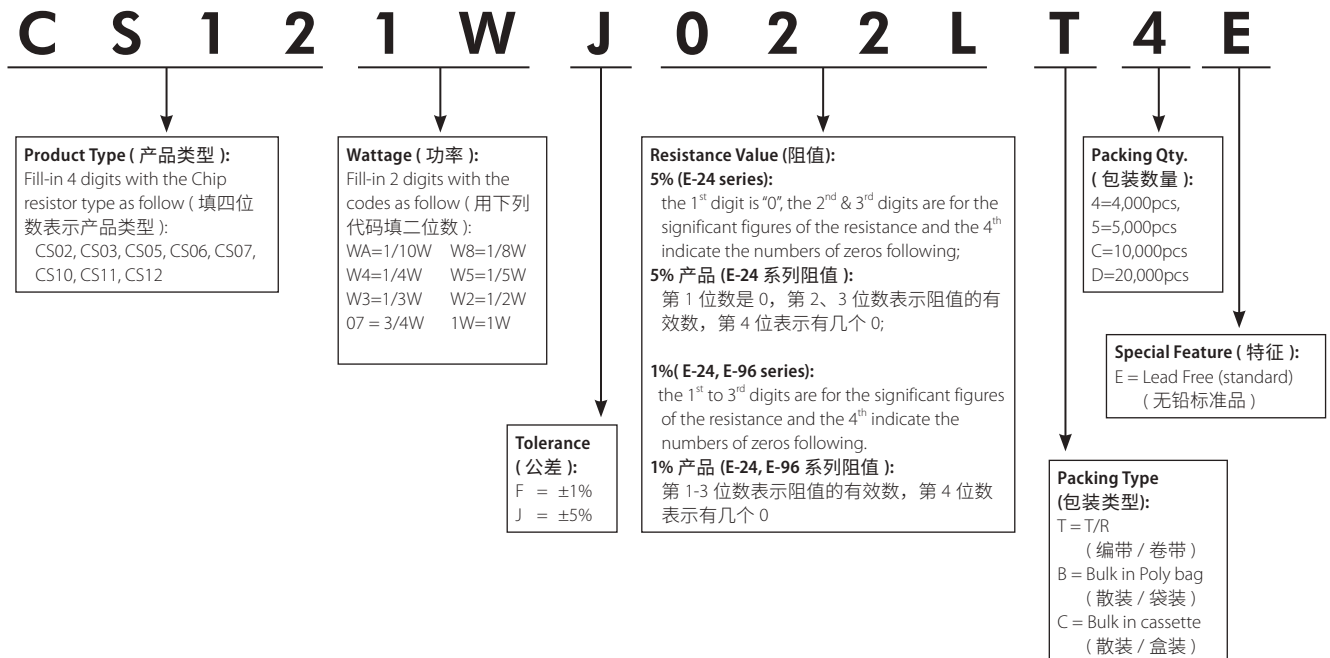 C S 1 2 1 W J 0 2 2 L T 4 E
Product Type ( 产品类型 ):
Fill-in 4 digits with the Chip
resistor type as follow ( 填四位
数表示产品类型 ):
CS02, CS03, CS05, CS06, CS07,
CS10, CS11, CS12
Wattage ( 功率 ):
Fill-in 2 digits with the
codes as follow ( 用下列
代码填二位数 ):
WA=1/10W W8=1/8W
W4=1/4W W5=1/5W
W3=1/3W W2=1/2W
07 = 3/4W 1W=1W
Tolerance
( 公差 ):
F = ±1%
J = ±5%
Resistance Value (阻值):
5% (E-24 series):
the 1st digit is “0”, the 2nd & 3rd digits are for the
significant figures of the resistance and the 4th
indicate the numbers of zeros following;
5% 产品 (E-24 系列阻值 ):
第 1 位数是 0，第 2、3 位数表示阻值的有
效数，第 4 位表示有几个 0;
1%( E-24, E-96 series):
the 1st to 3rd digits are for the significant figures
of the resistance and the 4th indicate the
numbers of zeros following.
1% 产品 (E-24, E-96 系列阻值 ):
第 1-3 位数表示阻值的有效数，第 4 位数
表示有几个 0
Packing Type
(包装类型):
T = T/R
( 编带 / 卷带 )
B = Bulk in Poly bag
( 散装 / 袋装 )
C = Bulk in cassette
( 散装 / 盒装 )
Packing Qty.
( 包装数量 ):
4=4,000pcs,
5=5,000pcs
C=10,000pcs
D=20,000pcs
Special Feature ( 特征 ):
E = Lead Free (standard)
( 无铅标准品 )